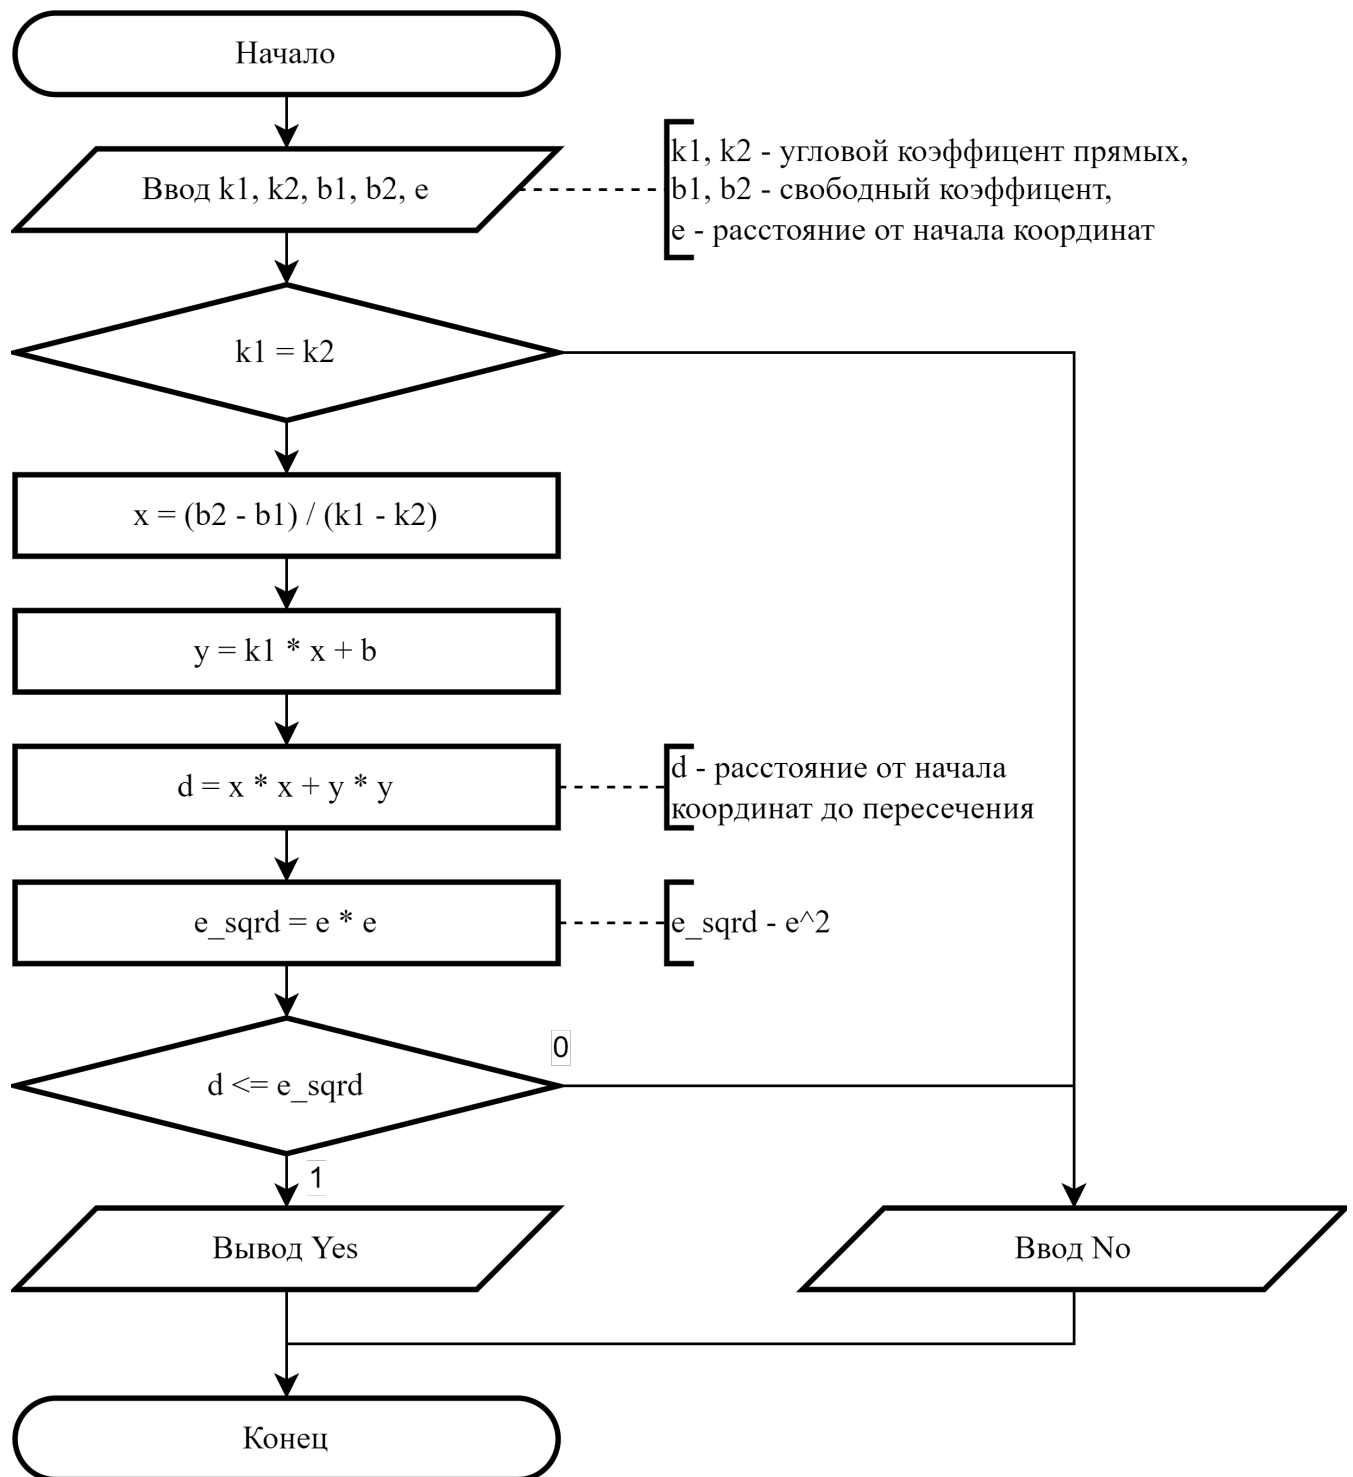 Начало
Ввод k1, k2, b1, b2, e
k1, k2 - угловой коэффицент прямых,
b1, b2 - свободный коэффицент,
e - расстояние от начала координат
k1 = k2
x = (b2 - b1) / (k1 - k2)
y = k1 * x + b
d = x * x + y * y
d - расстояние от начала
координат до пересечения
e_sqrd = e * e
e_sqrd - e^2
0
d <= e_sqrd
1
Вывод Yes
Ввод No
Конец